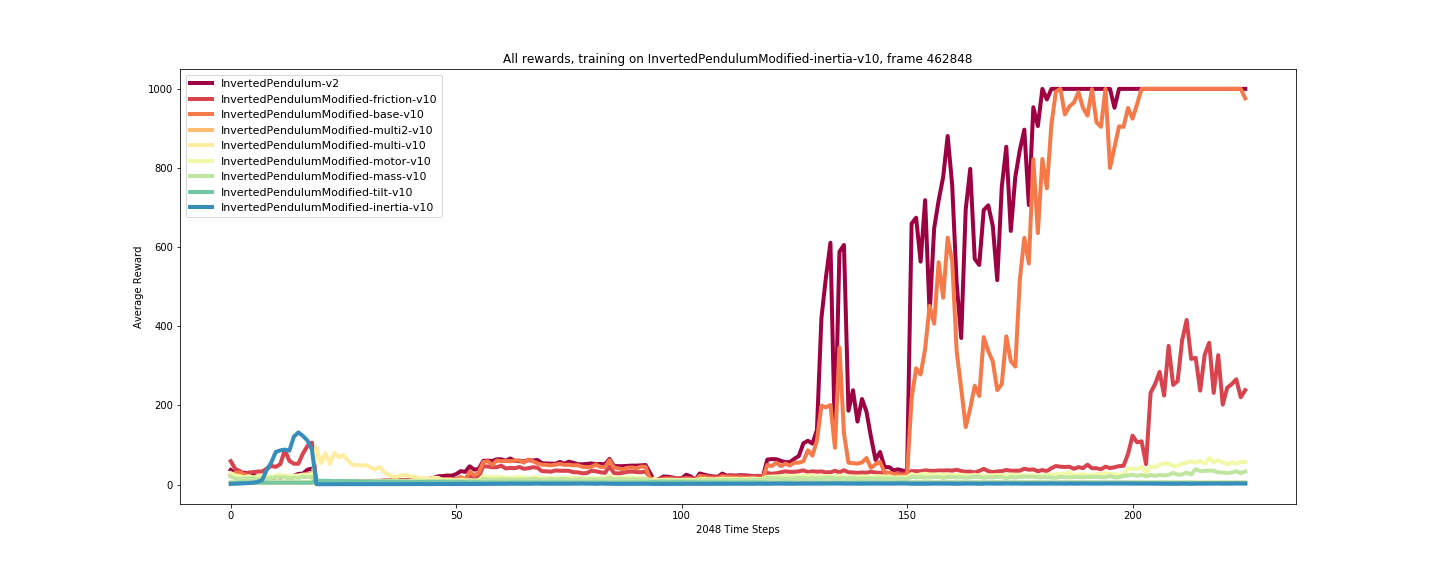 All rewards, training on InvertedPendulumModified-inertia-v10, frame 462848
InvertedPendulum-v2
InvertedPendulumModified-friction-v10
InvertedPendulumModified-base-v10
InvertedPendulumModified-multi2-v10
InvertedPendulumModified-multi-v10
InvertedPendulumModified-motor-v10
InvertedPendulumModified-mass-v10
InvertedPendulumModified-tilt-v10
InvertedPendulumModified-inertia-v10
1000
800
600
400
200
0
Average Reward
0 50 100 150 200
2048 Time Steps